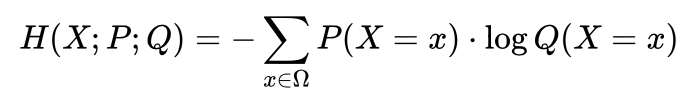 H(X; P; Q) = − ∑_{x∈Ω} P(X = x) · log Q(X = x)